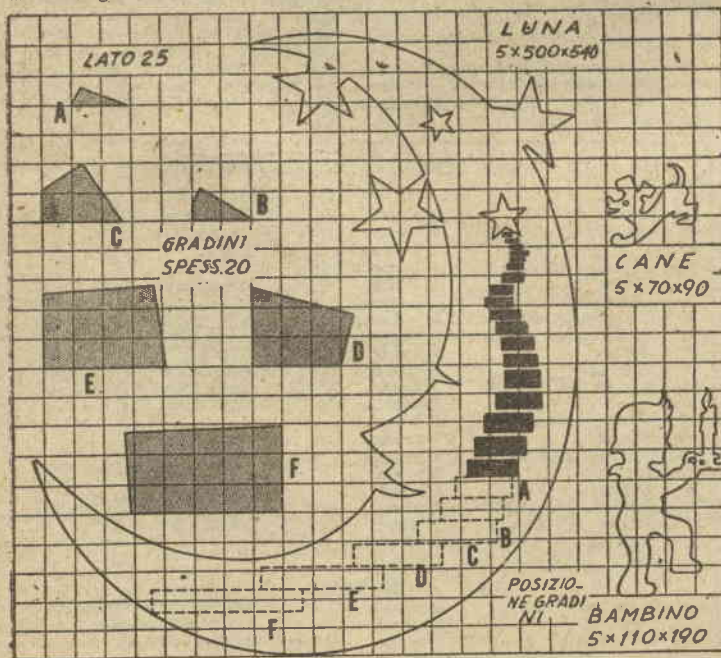 LUNA
5×500×540
LATO 25
A
C
B
GRADINI
SPESS.20
CANE
5×70×90
E
D
F
A
B
C
D
E
F
POSIZIO-
NE GRADI
NI
BAMBINO
5×110×190